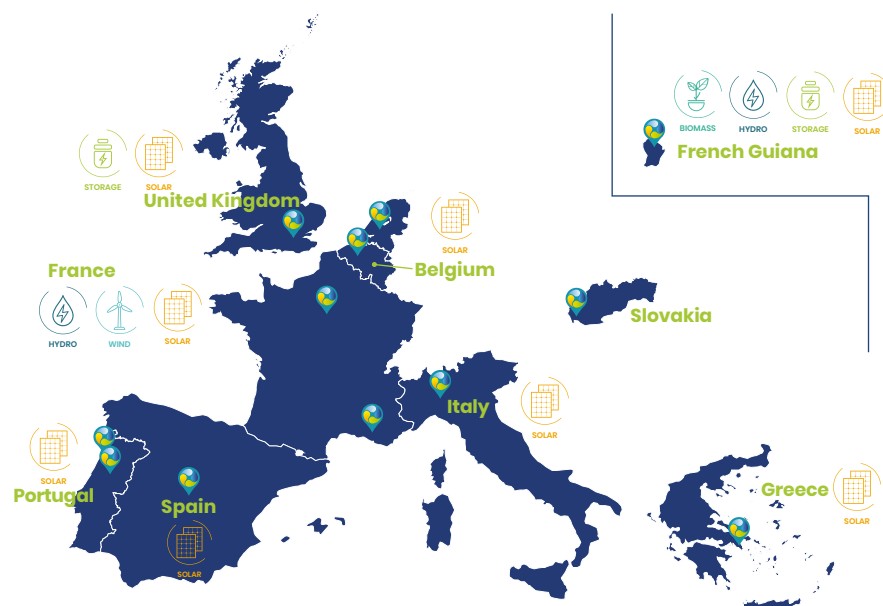 BIOMASS
HYDRO
STORAGE
SOLAR
French Guiana
STORAGE
SOLAR
United Kingdom
SOLAR
Belgium
France
HYDRO
WIND
SOLAR
Slovakia
Italy
SOLAR
SOLAR
Portugal
Spain
SOLAR
Greece
SOLAR